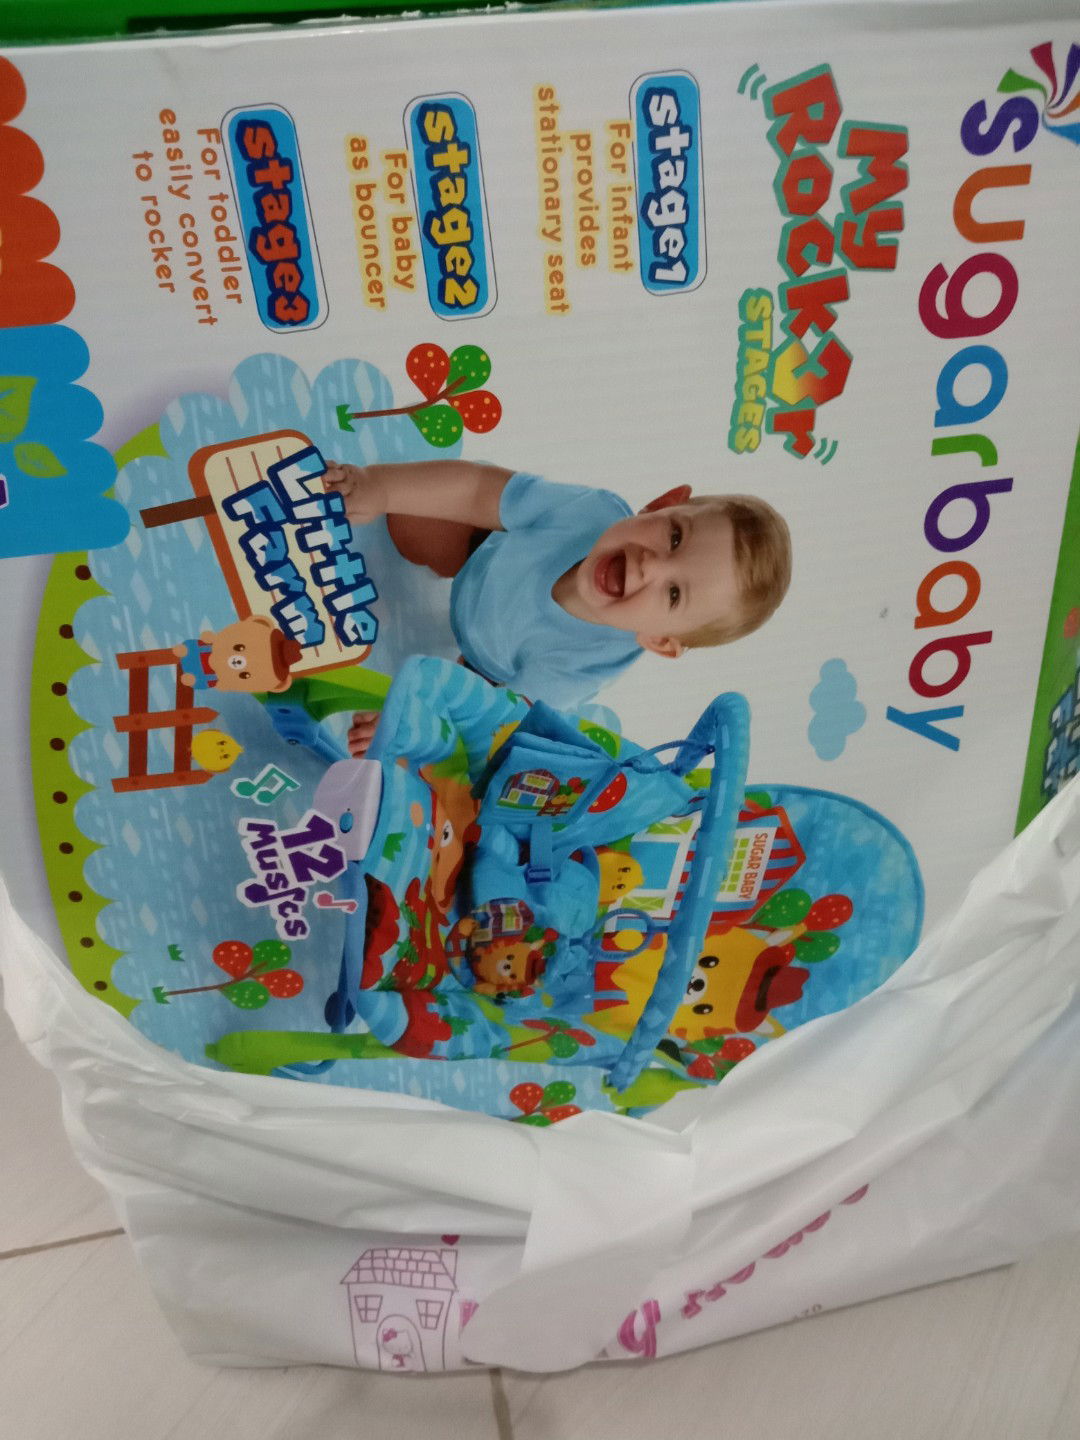 sugarbaby
My
Rocker
STAGES
stage1
For infant
provides
stationary seat
stage2
For baby
as bouncer
stage3
For toddler
easily convert
to rocker
Little
Farm
SUGAR BABY
12
Musics